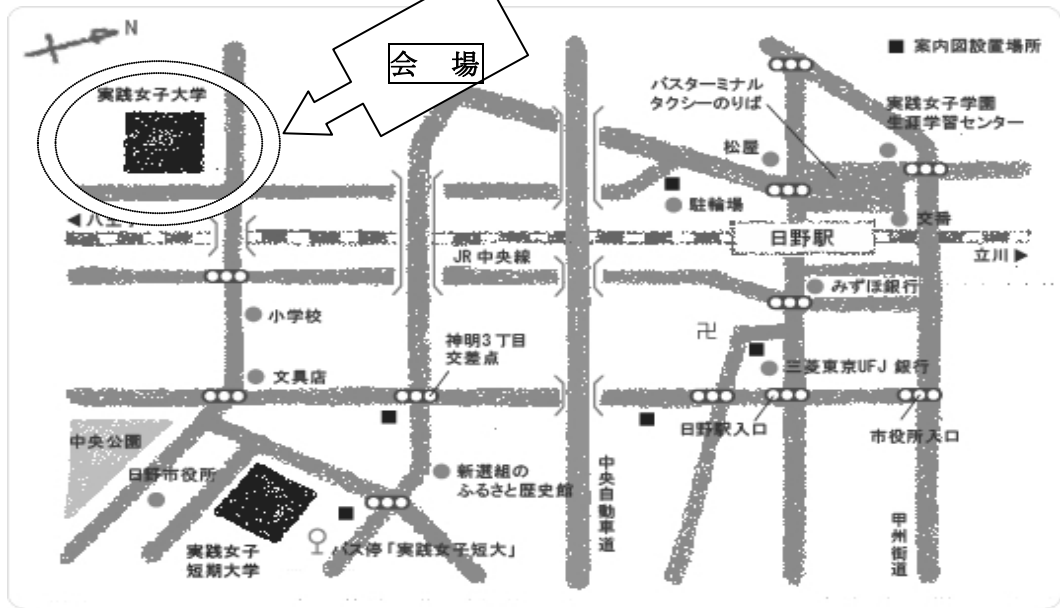 N
会 場
実践女子大学
案内図設置場所
バスターミナル
タクシーのりば
実践女子学園
生涯学習センター
松屋
駐輪場
交番
日野駅
立川▶
JR中央線
みずほ銀行
小学校
神明3丁目
交差点
卍
三菱東京UFJ 銀行
文具店
日野駅入口
市役所入口
中央公園
日野市役所
新選組の
ふるさと歴史館
中央自動車道
甲州街道
実践女子
短期大学
バス停「実践女子短大」